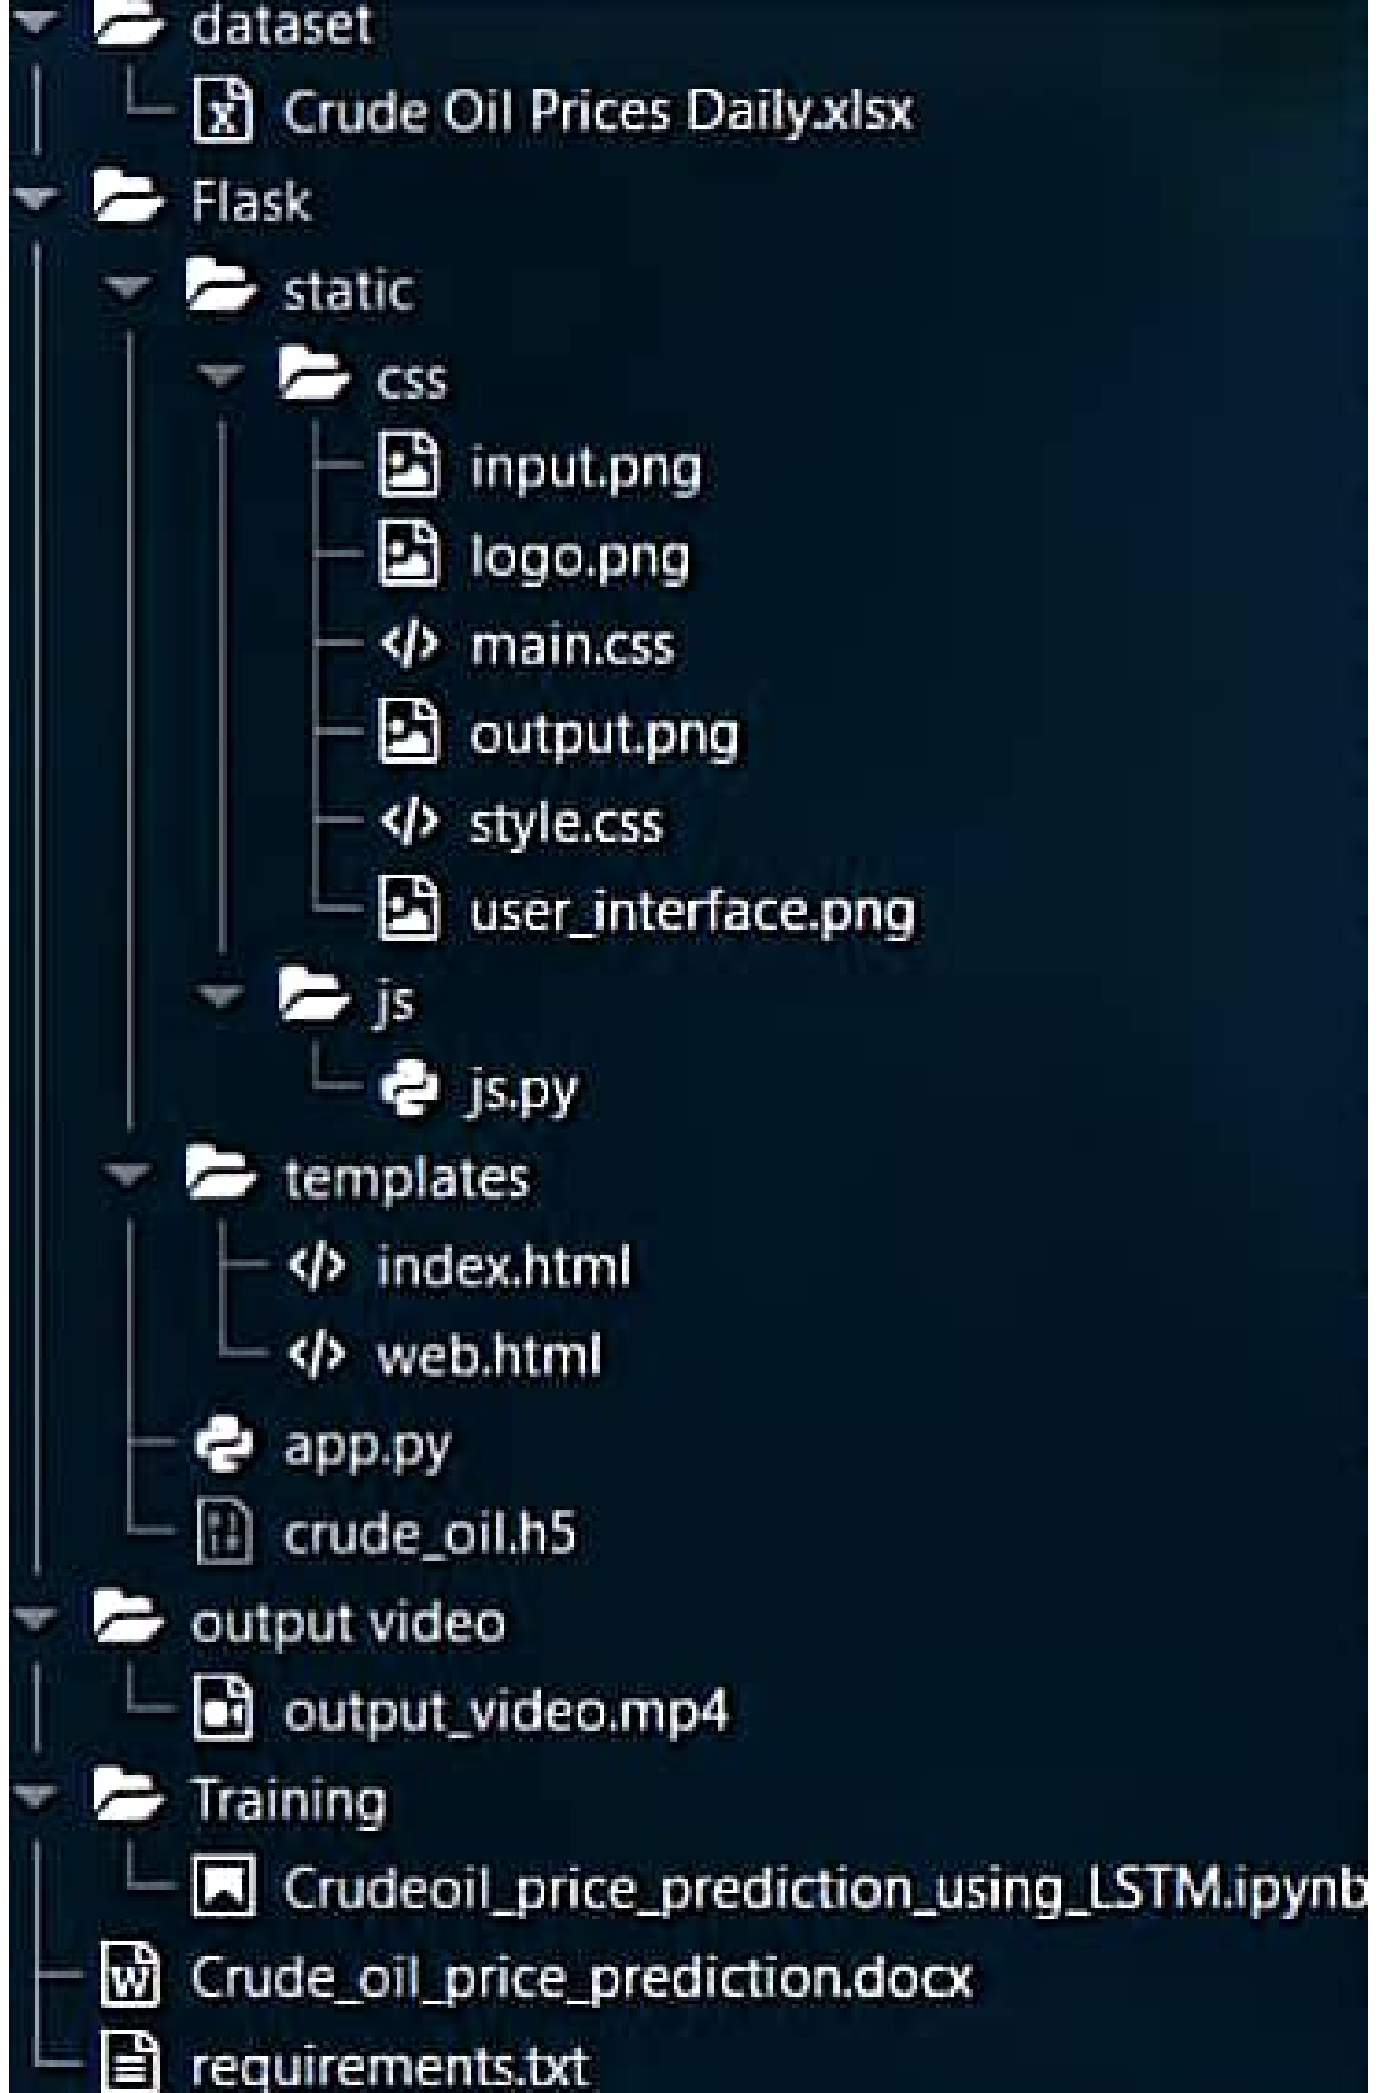 dataset
Crude Oil Prices Daily.xlsx
Flask
static
css
input.png
logo.png
main.css
output.png
style.css
user_interface.png
js
js.py
templates
index.html
web.html
app.py
crude_oil.h5
output video
output_video.mp4
Training
Crudeoil_price_prediction_using_LSTM.ipynb
Crude_oil_price_prediction.docx
requirements.txt